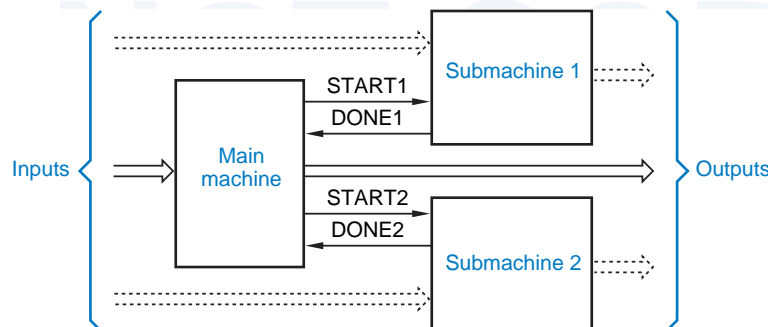 Submachine 1
START1
DONE1
Inputs
Main
machine
Outputs
START2
DONE2
Submachine 2